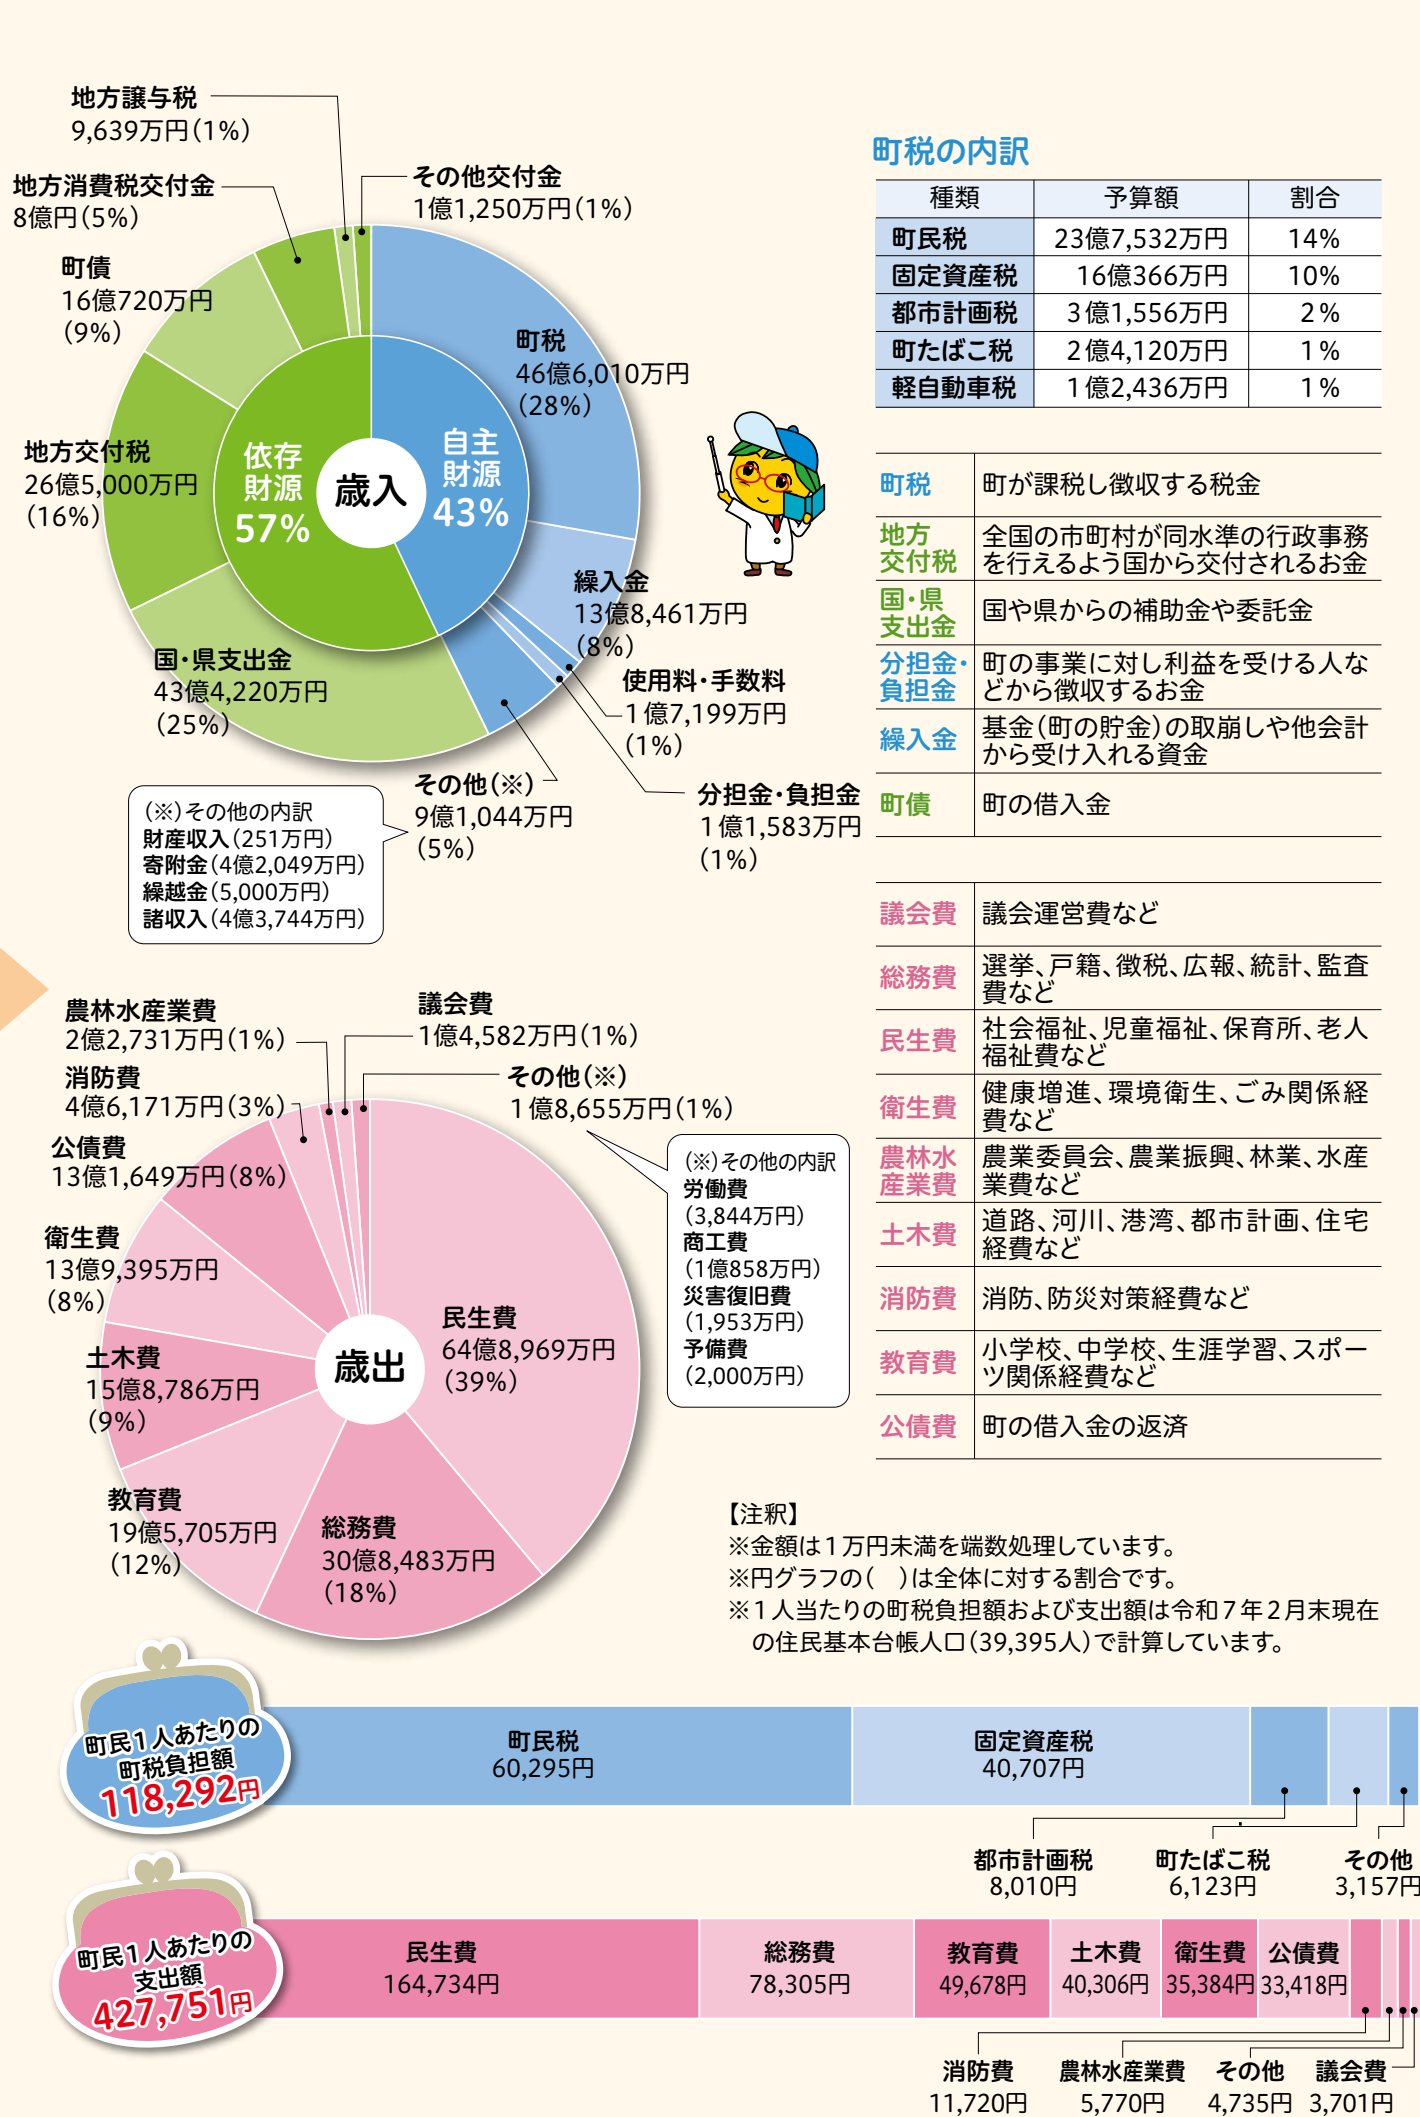 地方譲与税
9,639万円(1%)
地方消費税交付金
8億円(5%)
その他交付金
1億1,250万円(1%)
町債
16億720万円
(9%)
町税
46億6,010万円
(28%)
地方交付税
26億5,000万円
(16%)
依存
財源
57%
歳入
自主
財源
43%
繰入金
13億8,461万円
(8%)
国・県支出金
43億4,220万円
(25%)
使用料・手数料
1億7,199万円
(1%)
その他(※)
9億1,044万円
(5%)
分担金・負担金
1億1,583万円
(1%)
(※)その他の内訳
財産収入(251万円)
寄附金(4億2,049万円)
繰越金(5,000万円)
諸収入(4億3,744万円)
町税の内訳
種類 予算額 割合
町民税 23億7,532万円 14%
固定資産税 16億366万円 10%
都市計画税 3億1,556万円 2%
町たばこ税 2億4,120万円 1%
軽自動車税 1億2,436万円 1%
町税 町が課税し徴収する税金
地方
交付税
全国の市町村が同水準の行政事務
を行えるよう国から交付されるお金
国・県
支出金
国や県からの補助金や委託金
分担金・
負担金
町の事業に対し利益を受ける人な
どから徴収するお金
繰入金
基金(町の貯金)の取崩しや他会計
から受け入れる資金
町債 町の借入金
議会費 議会運営費など
総務費
選挙、戸籍、徴税、広報、統計、監査
費など
民生費
社会福祉、児童福祉、保育所、老人
福祉費など
衛生費
健康増進、環境衛生、ごみ関係経
費など
農林水
産業費
農業委員会、農業振興、林業、水産
業費など
土木費
道路、河川、港湾、都市計画、住宅
経費など
消防費 消防、防災対策経費など
教育費
小学校、中学校、生涯学習、スポー
ツ関係経費など
公債費 町の借入金の返済
農林水産業費
2億2,731万円(1%)
議会費
1億4,582万円(1%)
消防費
4億6,171万円(3%)
その他(※)
1億8,655万円(1%)
公債費
13億1,649万円(8%)
衛生費
13億9,395万円
(8%)
土木費
15億8,786万円
(9%)
歳出
民生費
64億8,969万円
(39%)
教育費
19億5,705万円
(12%)
総務費
30億8,483万円
(18%)
(※)その他の内訳
労働費
(3,844万円)
商工費
(1億858万円)
災害復旧費
(1,953万円)
予備費
(2,000万円)
【注釈】
※金額は1万円未満を端数処理しています。
※円グラフの( )は全体に対する割合です。
※1人当たりの町税負担額および支出額は令和7年2月末現在
の住民基本台帳人口(39,395人)で計算しています。
町民1人あたりの
町税負担額
118,292円
町民税
60,295円
固定資産税
40,707円
都市計画税
8,010円
町たばこ税
6,123円
その他
3,157円
町民1人あたりの
支出額
427,751円
民生費
164,734円
総務費
78,305円
教育費
49,678円
土木費
40,306円
衛生費
35,384円
公債費
33,418円
消防費
11,720円
農林水産業費
5,770円
その他
4,735円
議会費
3,701円